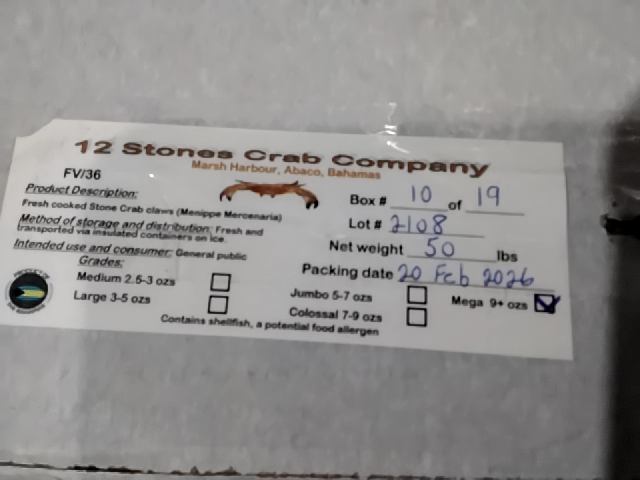 12 Stones Crab Company
Marsh Harbour, Abaco, Bahamas
FV/36
Product Description:
Fresh cooked Stone Crab claws (Menippe Mercenaria)
Method of storage and distribution: Fresh and
transported via insulated containers on ice.
Intended use and consumer: General public
Grades:
Medium 2.5-3 ozs
Large 3-5 ozs
Box # 10 of 19
Lot # 2108
Net weight 50 lbs
Packing date 20 Feb 2026
Jumbo 5-7 ozs
Colossal 7-9 ozs
Mega 9+ ozs
Contains shellfish, a potential food allergen